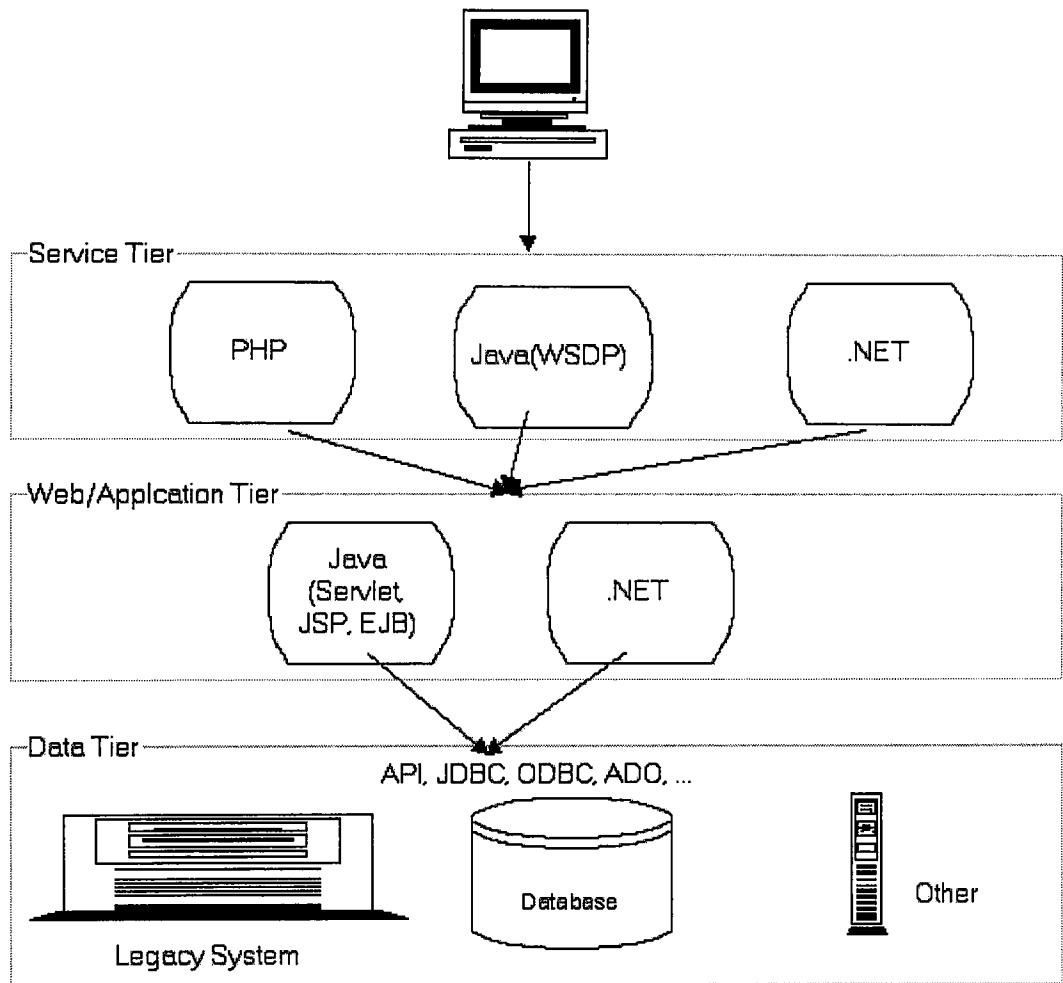 Service Tier
PHP
Java(WSDP)
.NET
Web/Applcation Tier
Java
(Servlet,
JSP, EJB)
.NET
Data Tier
API, JDBC, ODBC, ADO, ...
Database
Other
Legacy System